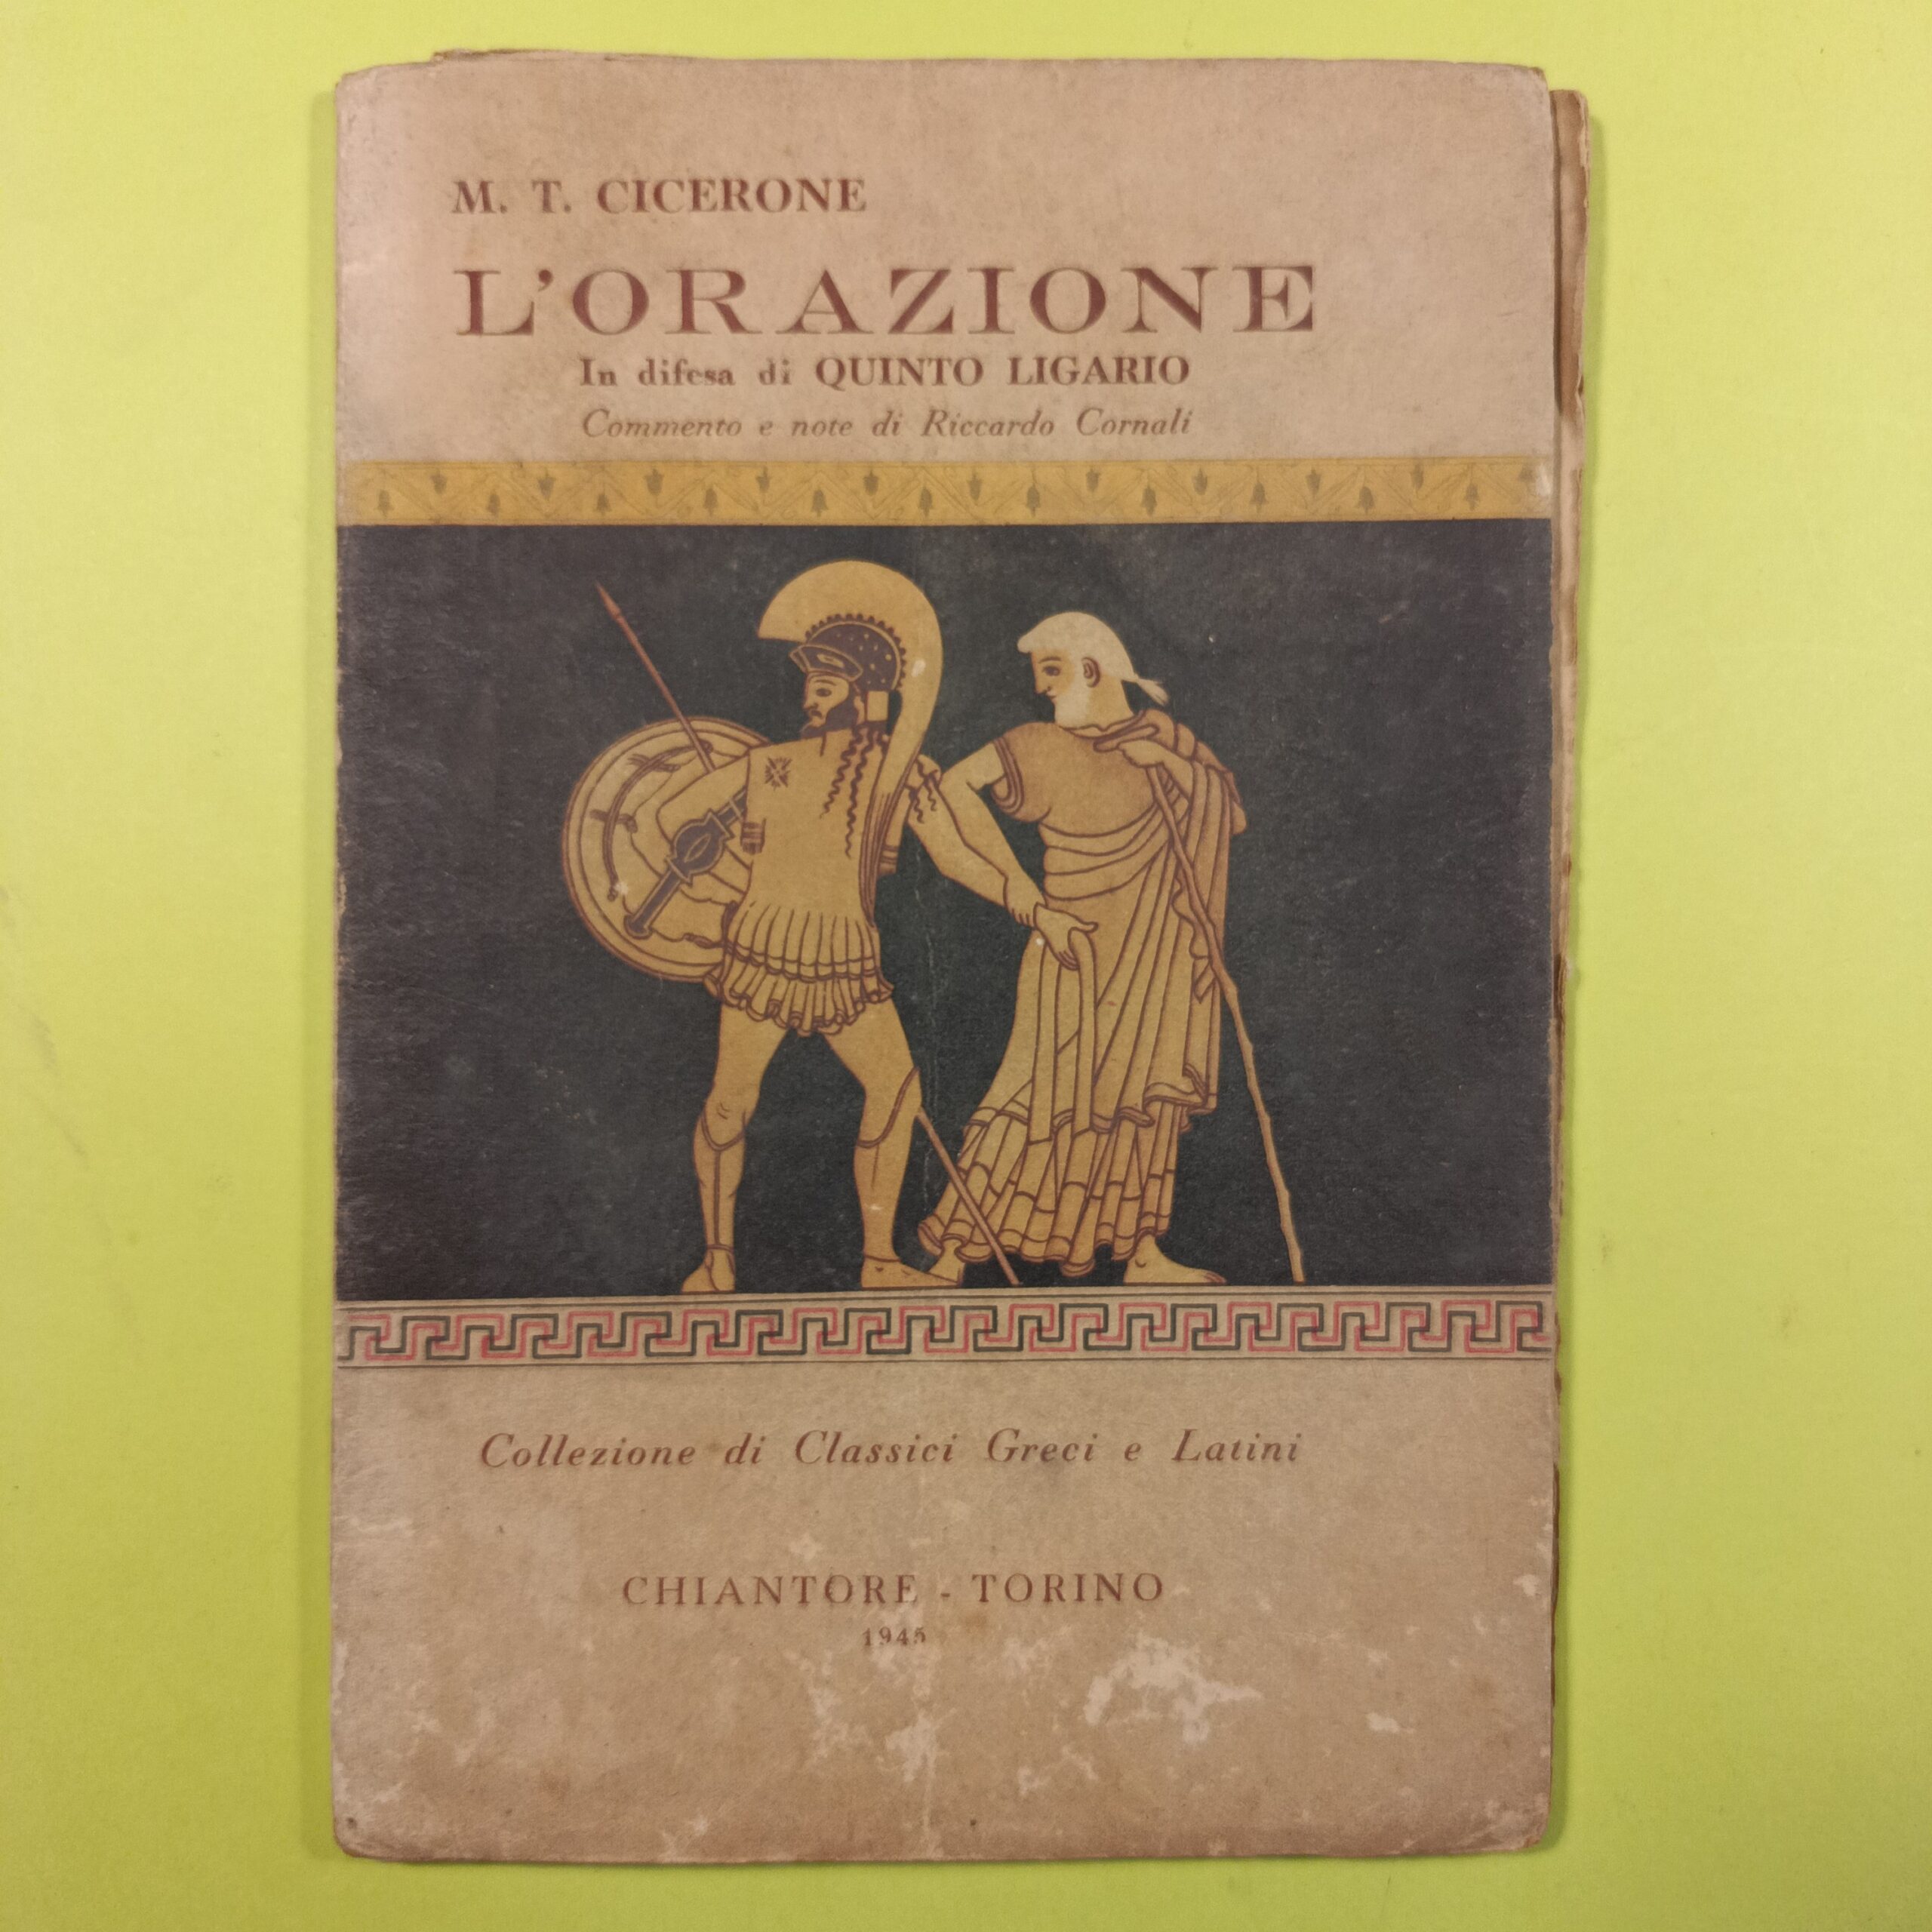 M. T. CICERONE
L'ORAZIONE
In difesa di QUINTO LIGARIO
Commento e note di Riccardo Cornali
Collezione di Classici Greci e Latini
CHIANTORE - TORINO
1945